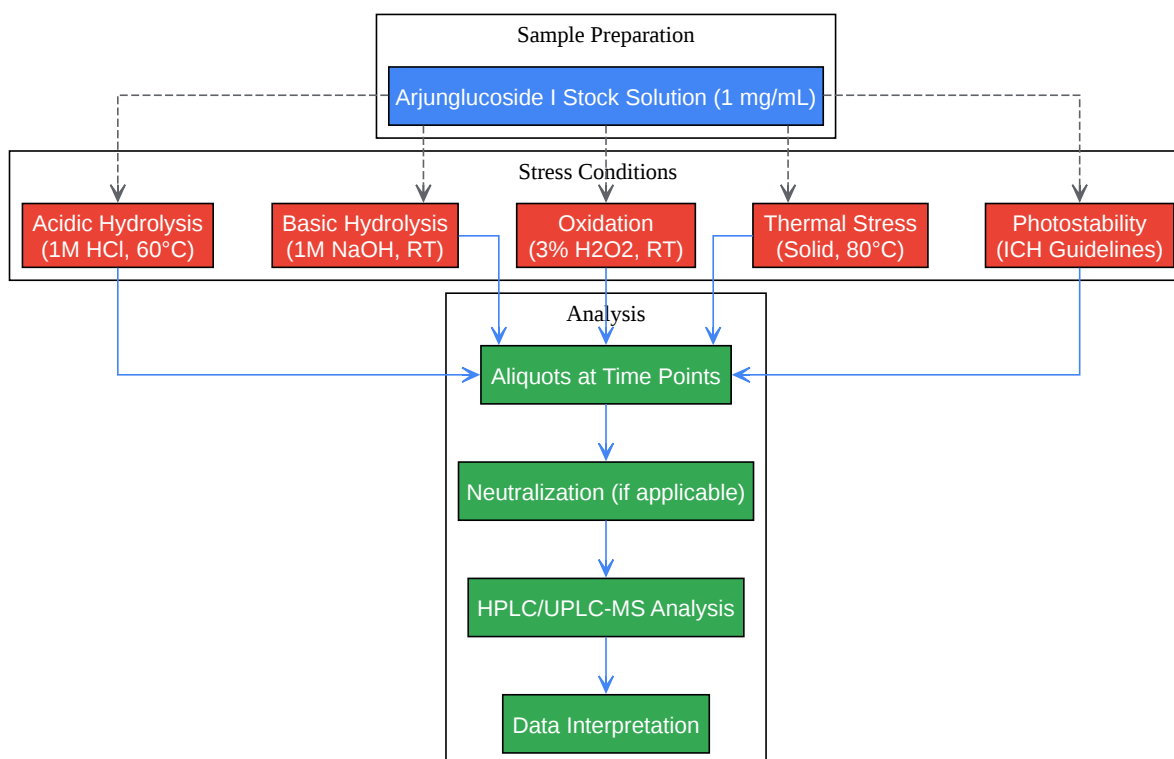 Sample Preparation
Arjunglucoside I Stock Solution (1 mg/mL)
Stress Conditions
Acidic Hydrolysis
(1M HCl, 60°C)
Basic Hydrolysis
(1M NaOH, RT)
Oxidation
(3% H2O2, RT)
Thermal Stress
(Solid, 80°C)
Photostability
(ICH Guidelines)
Analysis
Aliquots at Time Points
Neutralization (if applicable)
HPLC/UPLC-MS Analysis
Data Interpretation